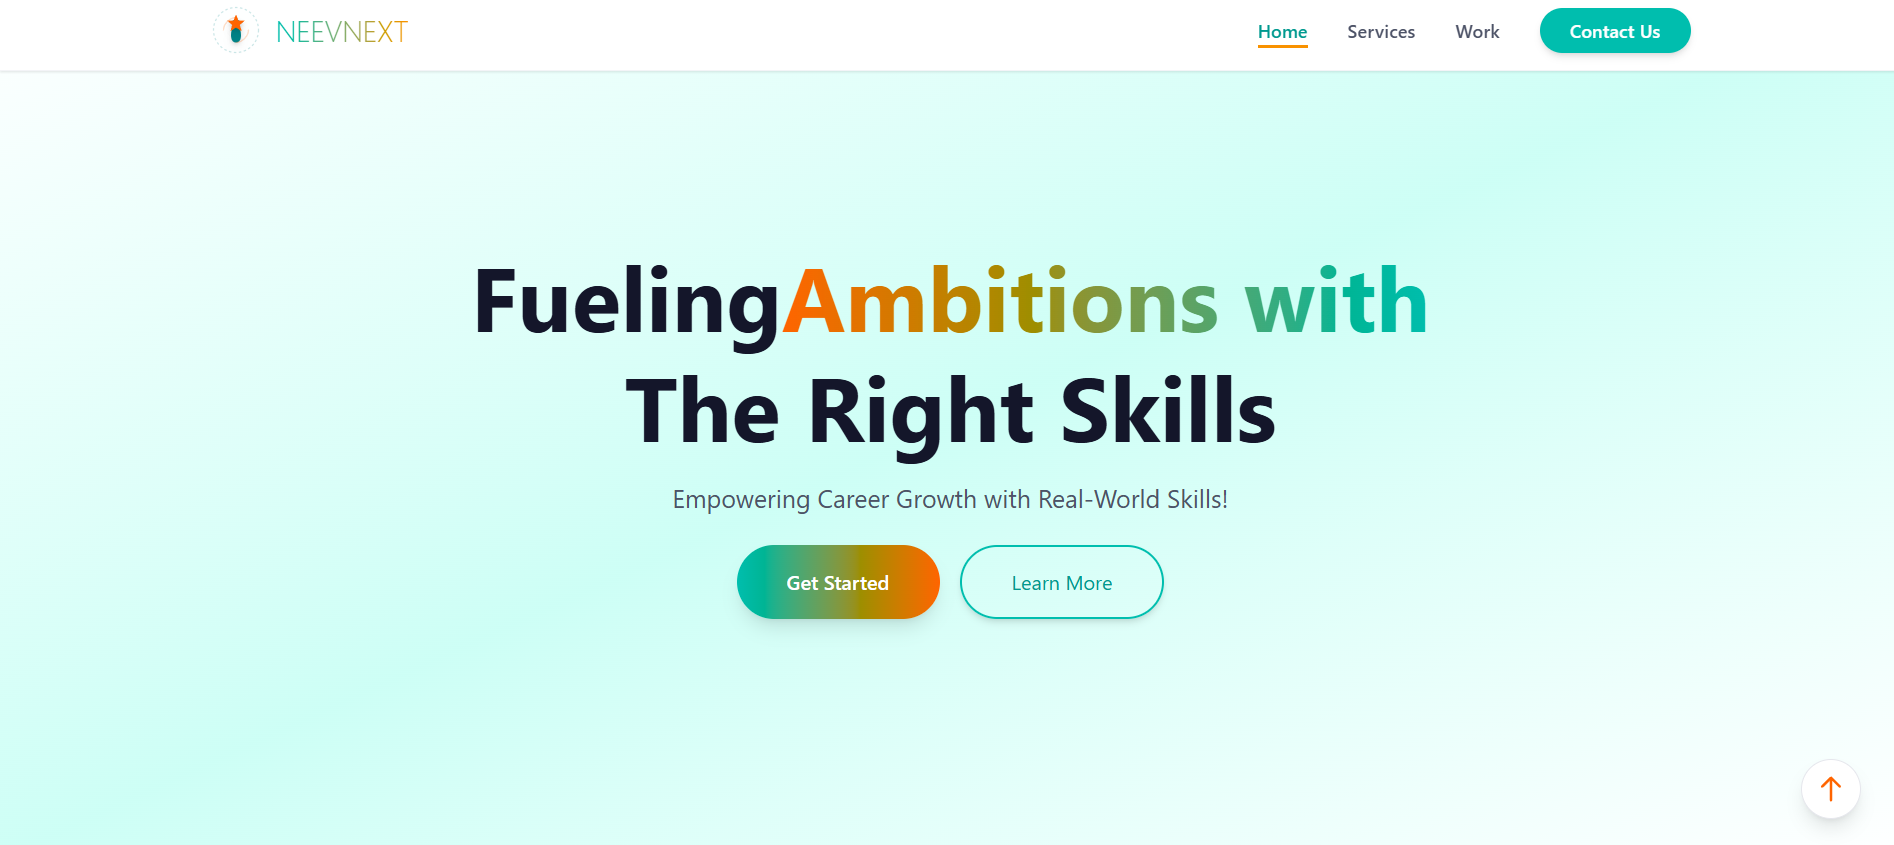 NEEVNEXT
Home
Services
Work
Contact Us
FuelingAmbitions with
The Right Skills
Empowering Career Growth with Real-World Skills!
Get Started
Learn More